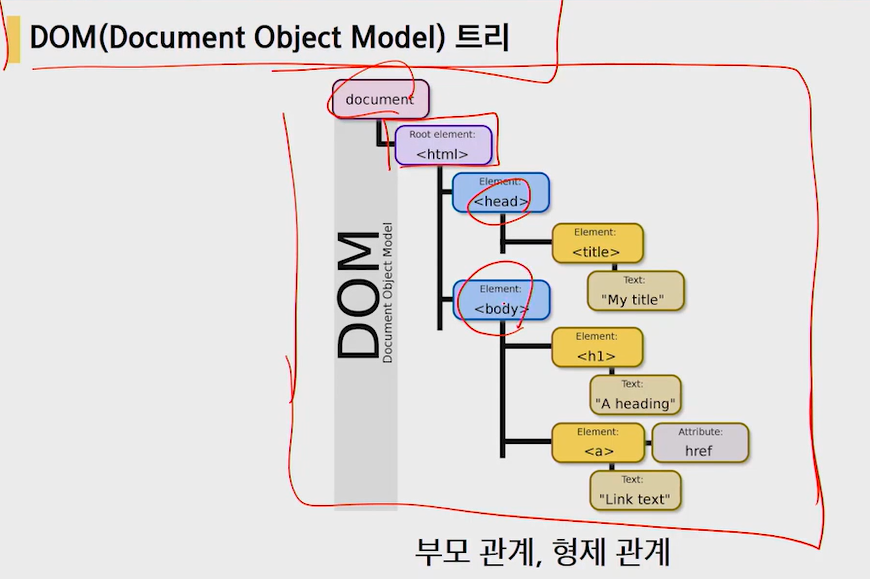 DOM(Document Object Model) 트리
document
Root element:
<html>
Element:
<head>
Element:
<title>
Text:
"My title"
Element:
<body>
Element:
<h1>
Text:
"A heading"
Element:
<a>
Attribute:
href
Text:
"Link text"
DOM
Document Object Model
부모 관계, 형제 관계